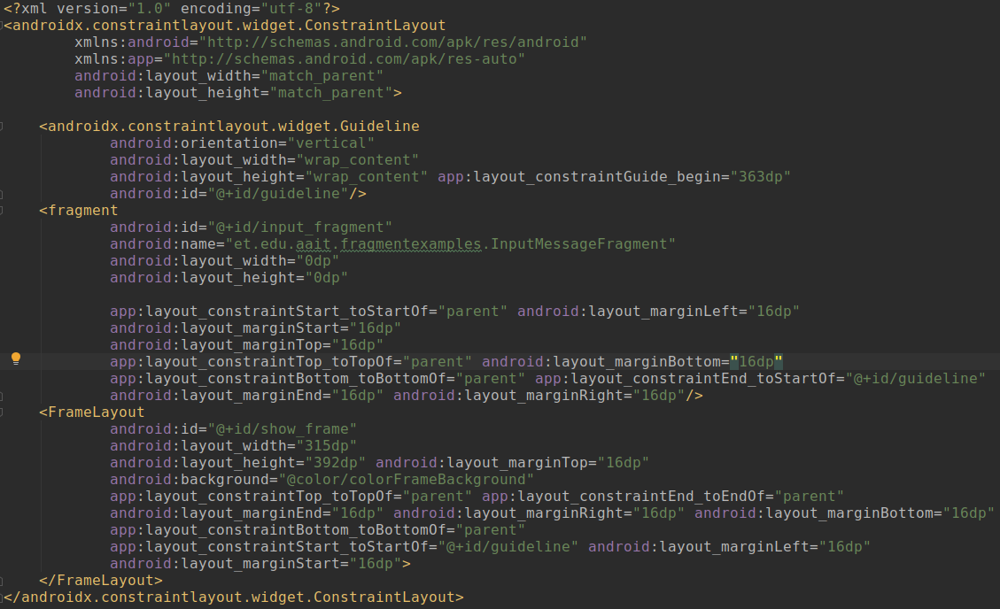 <?xml version="1.0" encoding="utf-8"?>
<androidx.constraintlayout.widget.ConstraintLayout
        xmlns:android="http://schemas.android.com/apk/res/android"
        xmlns:app="http://schemas.android.com/apk/res-auto"
        android:layout_width="match_parent"
        android:layout_height="match_parent">

    <androidx.constraintlayout.widget.Guideline
            android:orientation="vertical"
            android:layout_width="wrap_content"
            android:layout_height="wrap_content" app:layout_constraintGuide_begin="363dp"
            android:id="@+id/guideline"/>
    <fragment
            android:id="@+id/input_fragment"
            android:name="et.edu.aait.fragmentexamples.InputMessageFragment"
            android:layout_width="0dp"
            android:layout_height="0dp"

            app:layout_constraintStart_toStartOf="parent" android:layout_marginLeft="16dp"
            android:layout_marginStart="16dp"
            android:layout_marginTop="16dp"
            app:layout_constraintTop_toTopOf="parent" android:layout_marginBottom="16dp"
            app:layout_constraintBottom_toBottomOf="parent" app:layout_constraintEnd_toStartOf="@+id/guideline"
            android:layout_marginEnd="16dp" android:layout_marginRight="16dp"/>
    <FrameLayout
            android:id="@+id/show_frame"
            android:layout_width="315dp"
            android:layout_height="392dp" android:layout_marginTop="16dp"
            android:background="@color/colorFrameBackground"
            app:layout_constraintTop_toTopOf="parent" app:layout_constraintEnd_toEndOf="parent"
            android:layout_marginEnd="16dp" android:layout_marginRight="16dp" android:layout_marginBottom="16dp"
            app:layout_constraintBottom_toBottomOf="parent"
            app:layout_constraintStart_toStartOf="@+id/guideline" android:layout_marginLeft="16dp"
            android:layout_marginStart="16dp">
    </FrameLayout>
</androidx.constraintlayout.widget.ConstraintLayout>